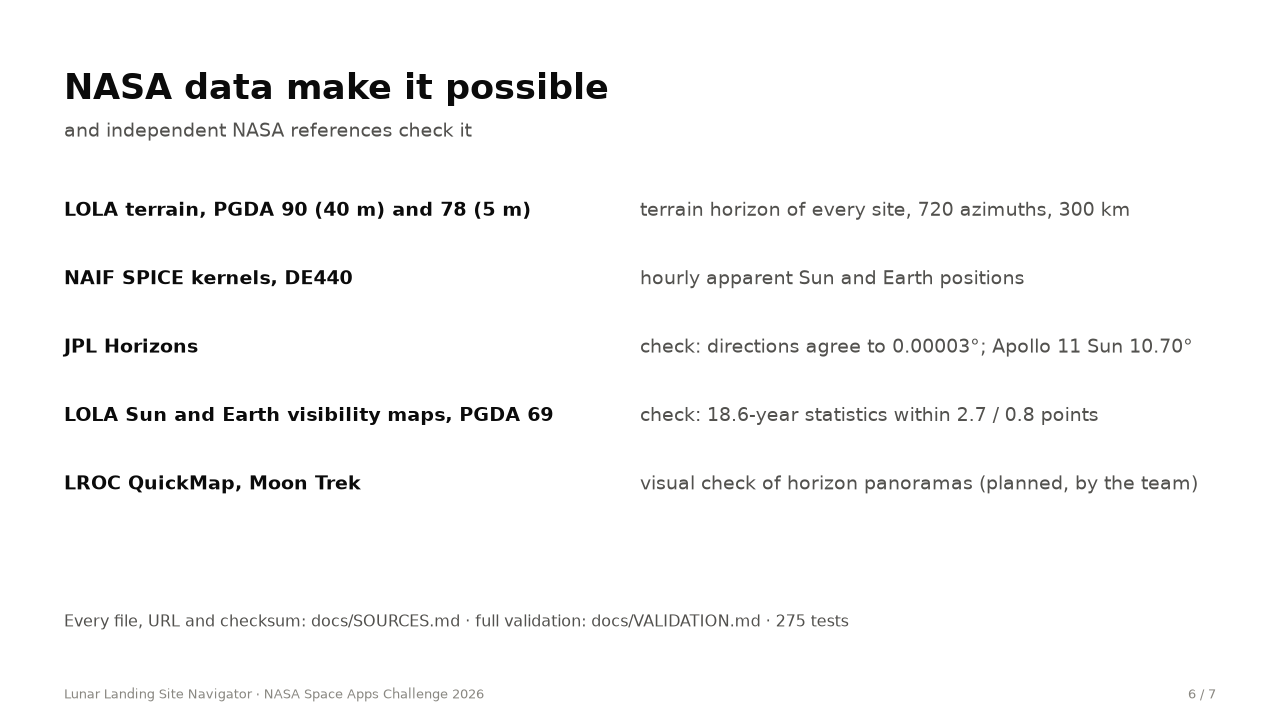 NASA data make it possible
and independent NASA references check it
LOLA terrain, PGDA 90 (40 m) and 78 (5 m)
terrain horizon of every site, 720 azimuths, 300 km
NAIF SPICE kernels, DE440
hourly apparent Sun and Earth positions
JPL Horizons
check: directions agree to 0.00003°; Apollo 11 Sun 10.70°
LOLA Sun and Earth visibility maps, PGDA 69
check: 18.6-year statistics within 2.7 / 0.8 points
LROC QuickMap, Moon Trek
visual check of horizon panoramas (planned, by the team)
Every file, URL and checksum: docs/SOURCES.md · full validation: docs/VALIDATION.md · 275 tests
Lunar Landing Site Navigator · NASA Space Apps Challenge 2026
6 / 7